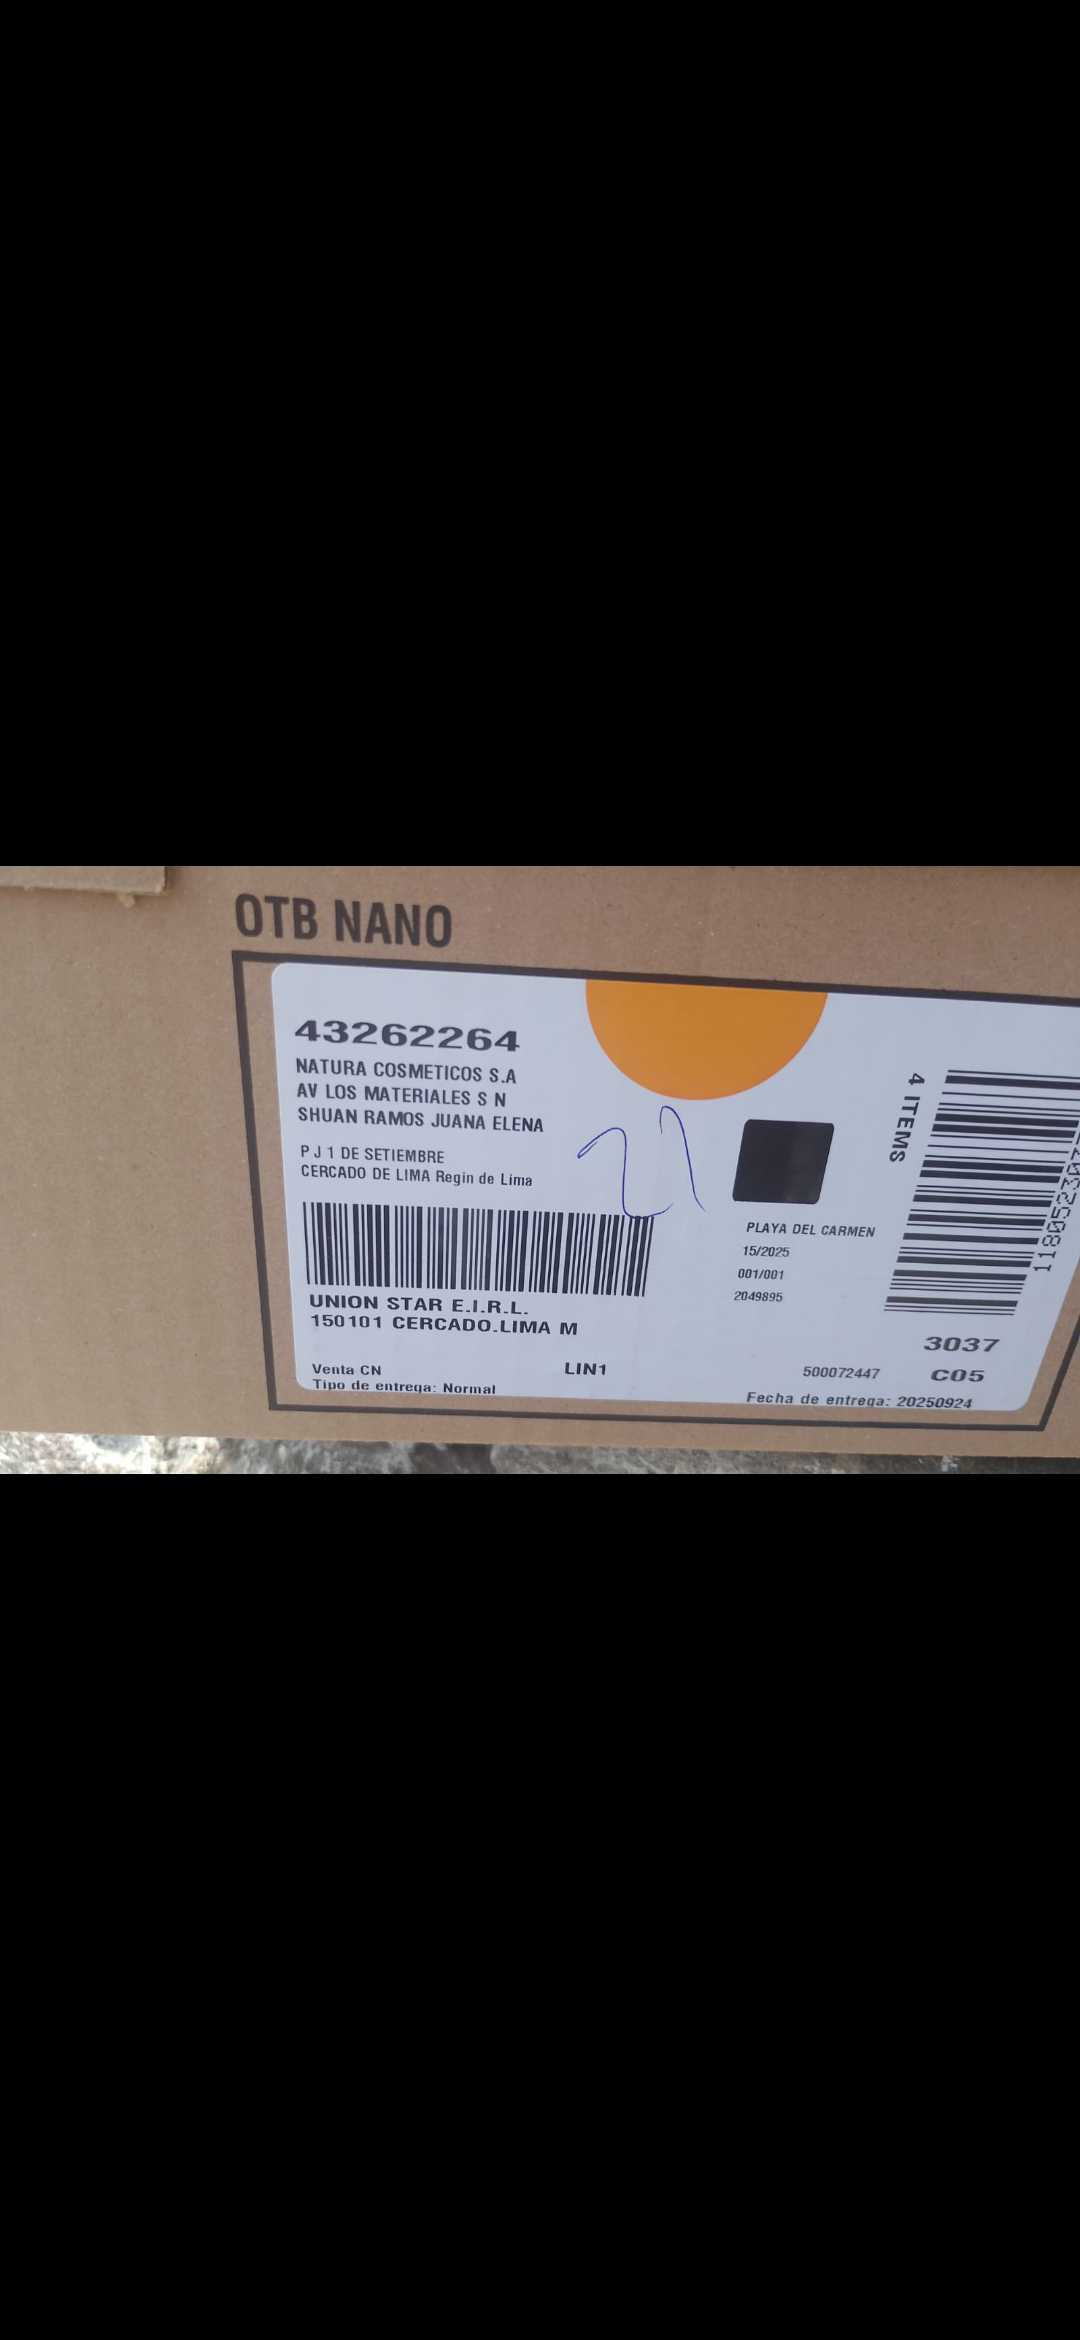 OTB NANO
43262264
NATURA COSMETICOS S.A
AV LOS MATERIALES S N
SHUAN RAMOS JUANA ELENA
P J 1 DE SETIEMBRE
CERCADO DE LIMA Regin de Lima
UNION STAR E.I.R.L.
150101 CERCADO.LIMA M
Venta CN
LIN1
Tipo de entrega: Normal
21
PLAYA DEL CARMEN
15/2025
001/001
2049895
4 ITEMS
3037
500072447
C05
Fecha de entrega: 20250924